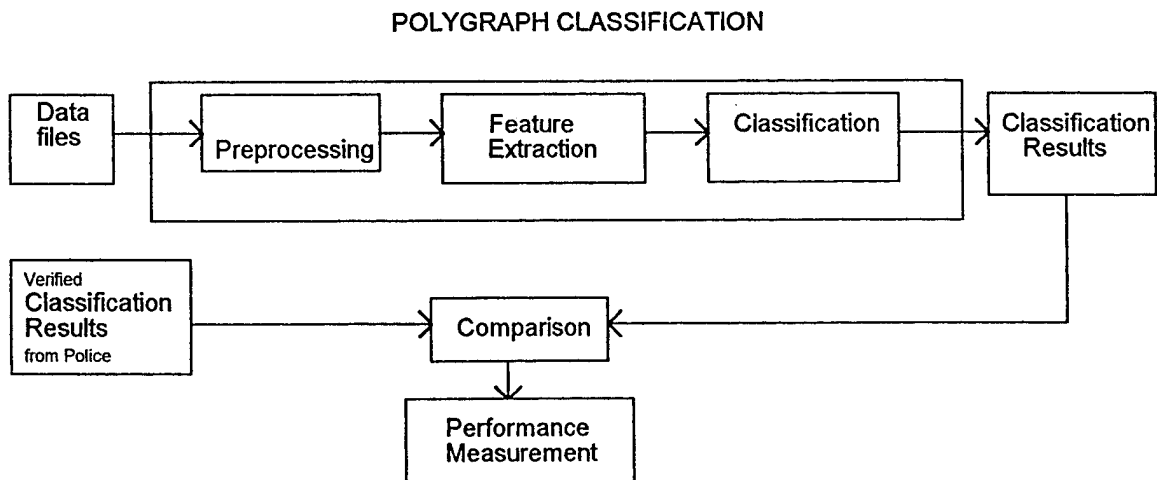 POLYGRAPH CLASSIFICATION
Data
files
Preprocessing
Feature
Extraction
Classification
Classification
Results
Verified
Classification
Results
from Police
Comparison
Performance
Measurement